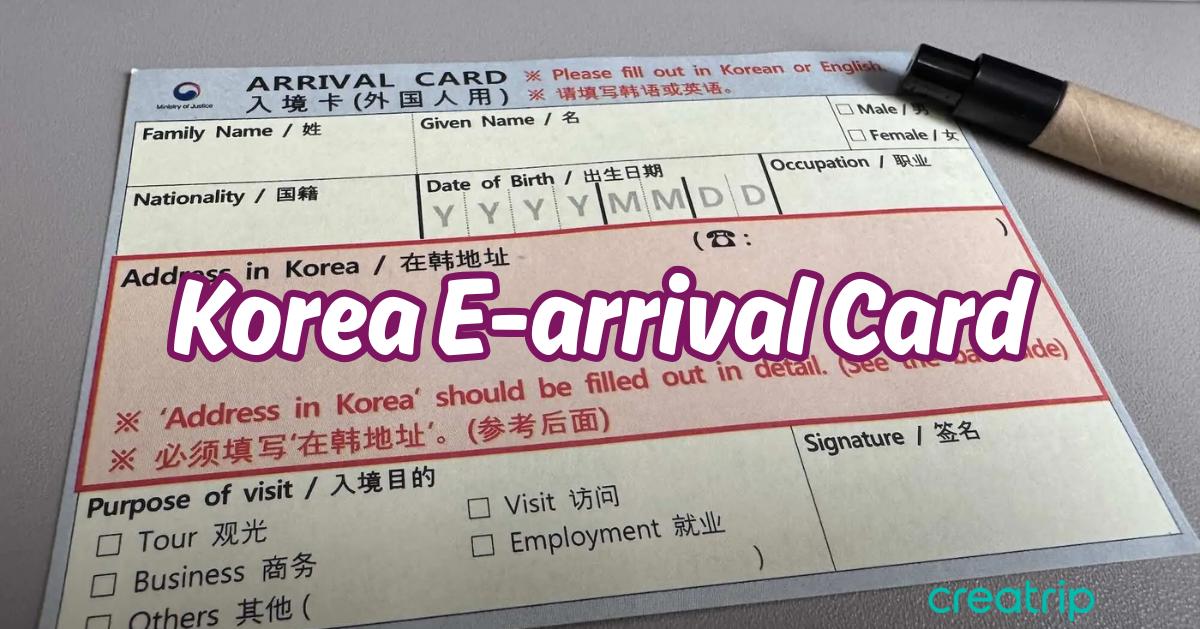 Ministry of Justice
ARRIVAL CARD
入境卡(外国人用)
※ Please fill out in Korean or English.
※ 请填写韩语或英语。
Family Name / 姓
Given Name / 名
□ Male / 男
□ Female / 女
Nationality / 国籍
Date of Birth / 出生日期
Y Y Y Y M M D D
Occupation / 职业
Address in Korea / 在韩地址
(☎: )
Korea E-arrival Card
※ 'Address in Korea' should be filled out in detail. (See the back side)
※ 必须填写'在韩地址'。(参考后面)
Purpose of visit / 入境目的
□ Tour 观光
□ Visit 访问
□ Business 商务
□ Employment 就业
□ Others 其他 ( )
Signature / 签名
creatrip